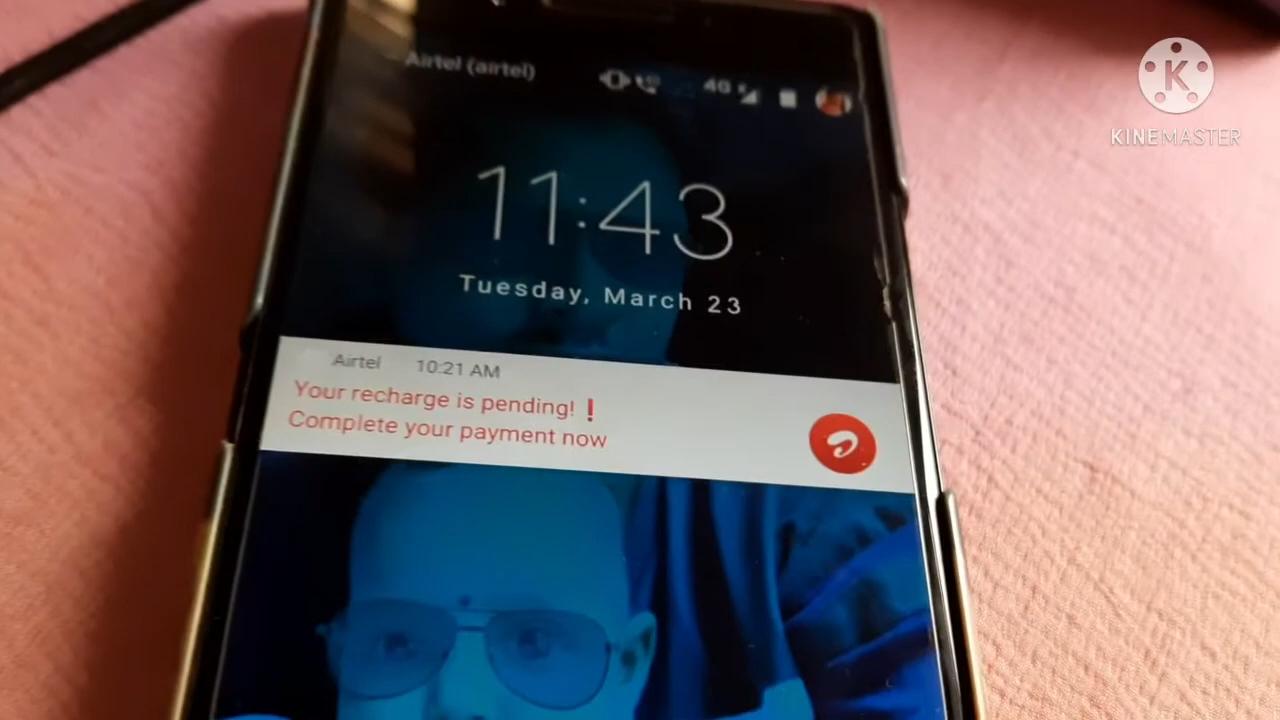 Airtel (airtel)
4G
KINEMASTER
11:43
Tuesday, March 23
Airtel 10:21 AM
Your recharge is pending!❗
Complete your payment now